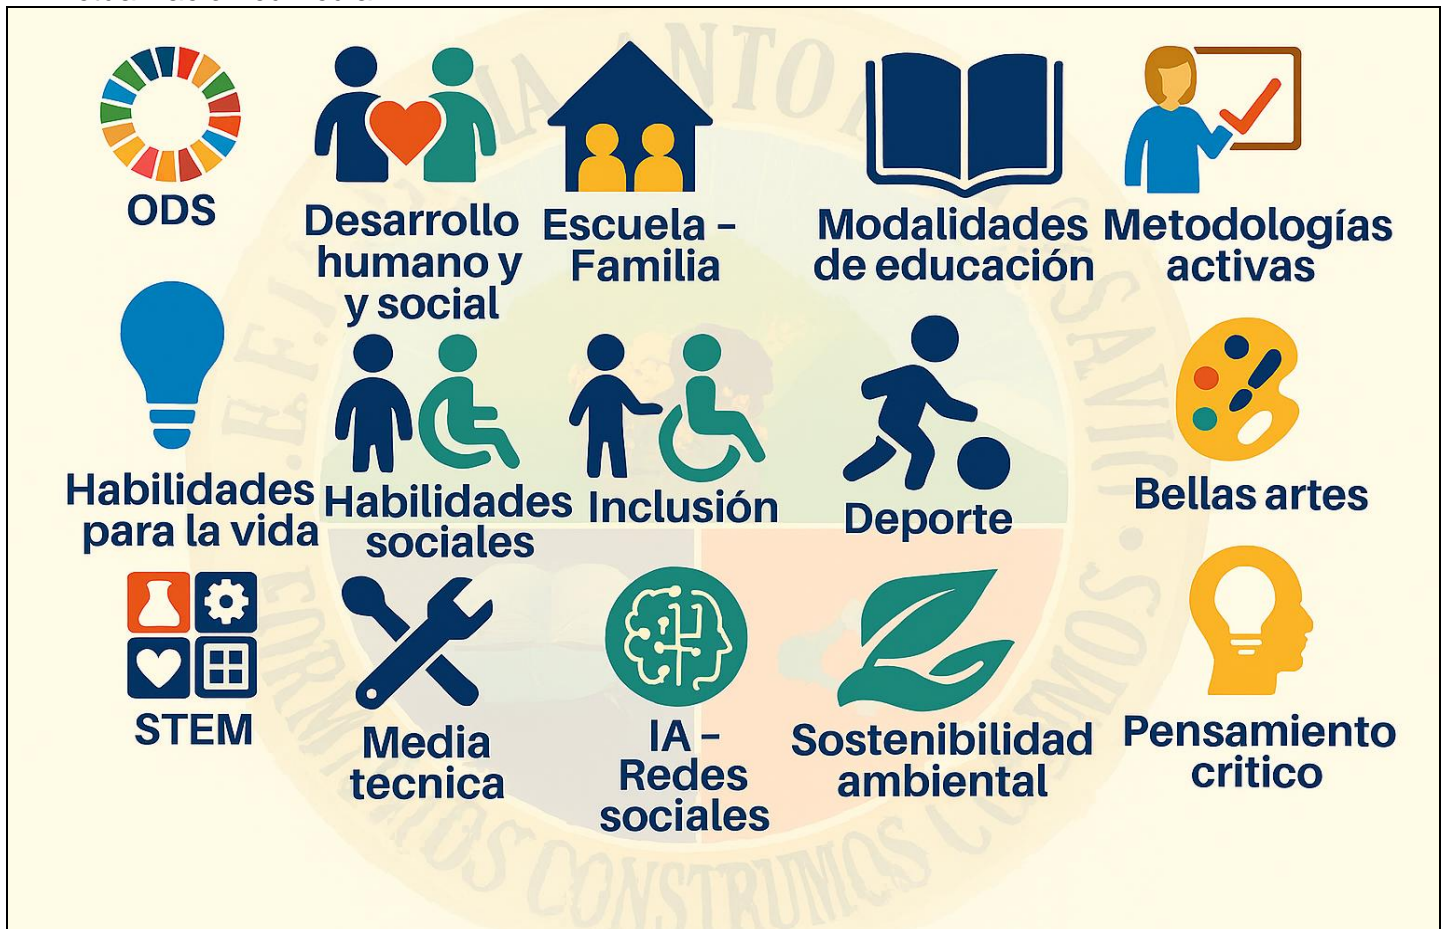 ODS
Desarrollo
humano y
y social
Escuela –
Familia
Modalidades
de educación
Metodologías
activas
Habilidades
para la vida
Habilidades
sociales
Inclusión
Deporte
Bellas artes
STEM
Media
tecnica
IA –
Redes
sociales
Sostenibilidad
ambiental
Pensamiento
critico